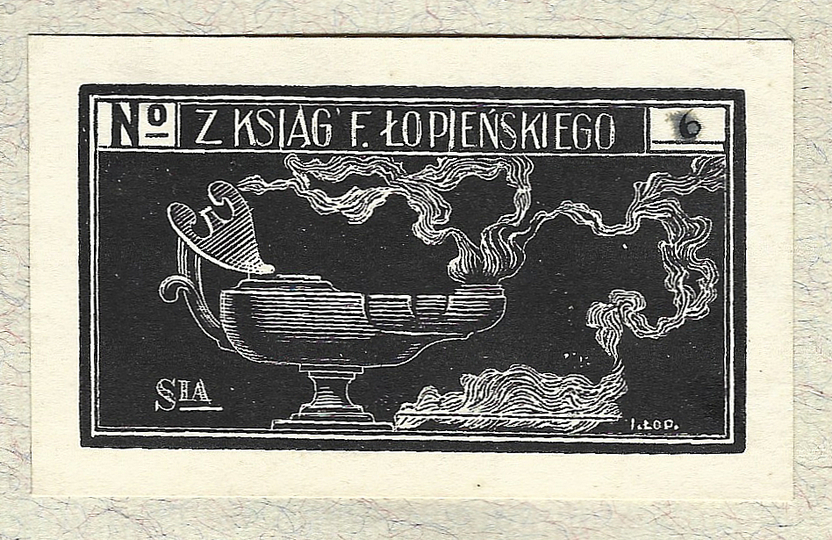 No Z KSIĄG F. ŁOPIEŃSKIEGO 6
SIA
I.ŁOP.